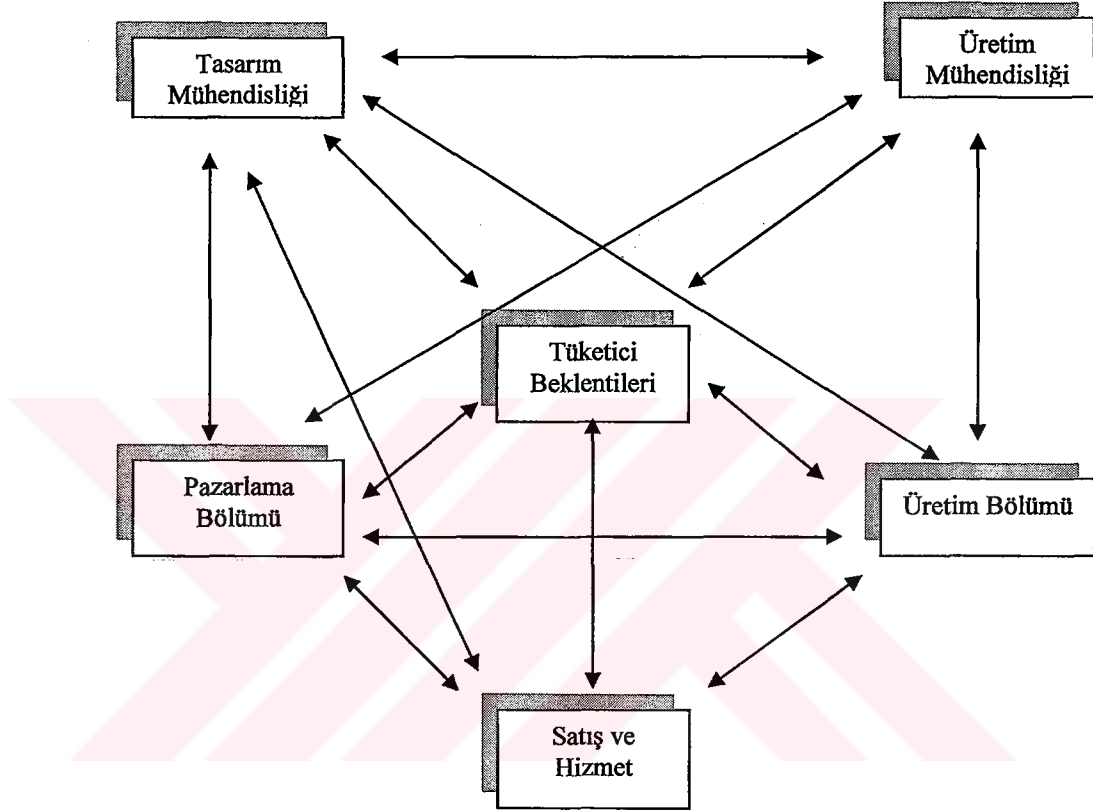 Tasarım
Mühendisliği
Üretim
Mühendisliği
Tüketici
Beklentileri
Pazarlama
Bölümü
Üretim Bölümü
Satış ve
Hizmet